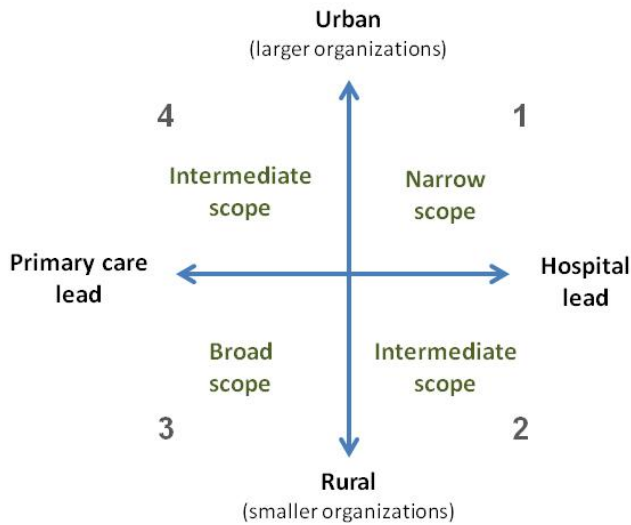 Urban
(larger organizations)
4
1
Intermediate
scope
Narrow
scope
Primary care
lead
Hospital
lead
Broad
scope
Intermediate
scope
3
2
Rural
(smaller organizations)